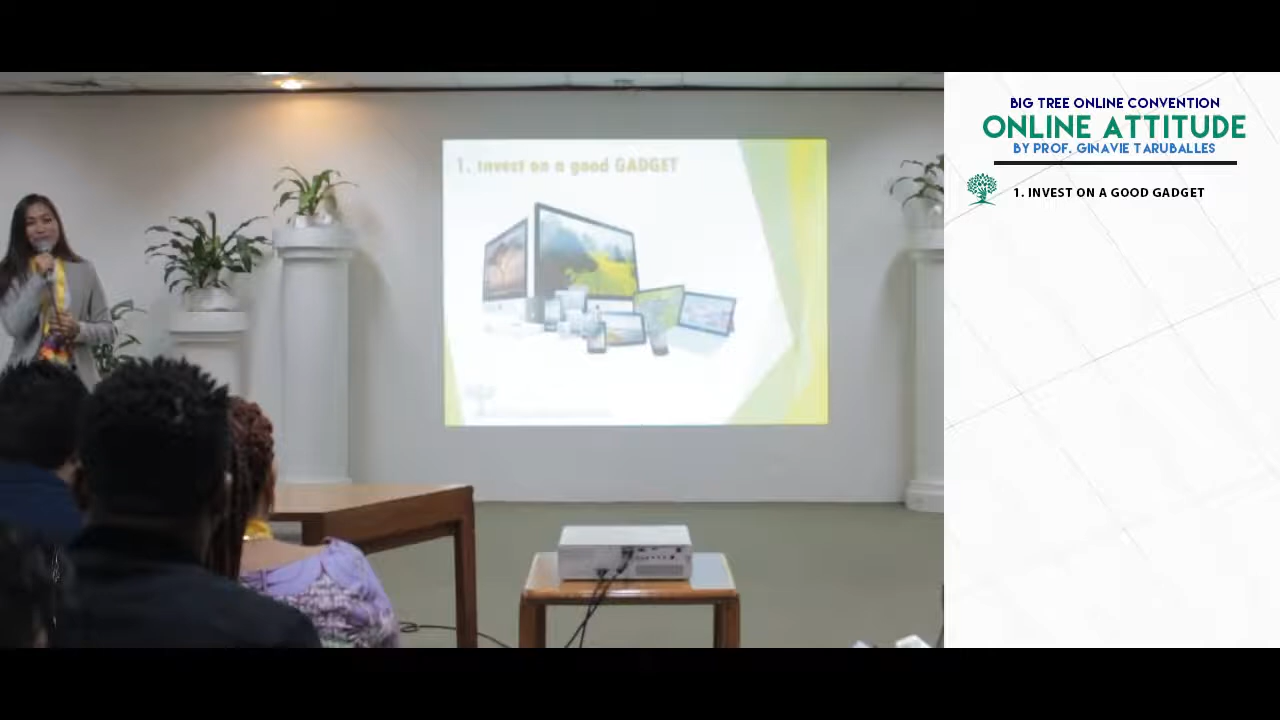 1. Invest on a good GADGET
BIG TREE ONLINE CONVENTION
ONLINE ATTITUDE
BY PROF. GINAVIE TARUBALLES
1. INVEST ON A GOOD GADGET